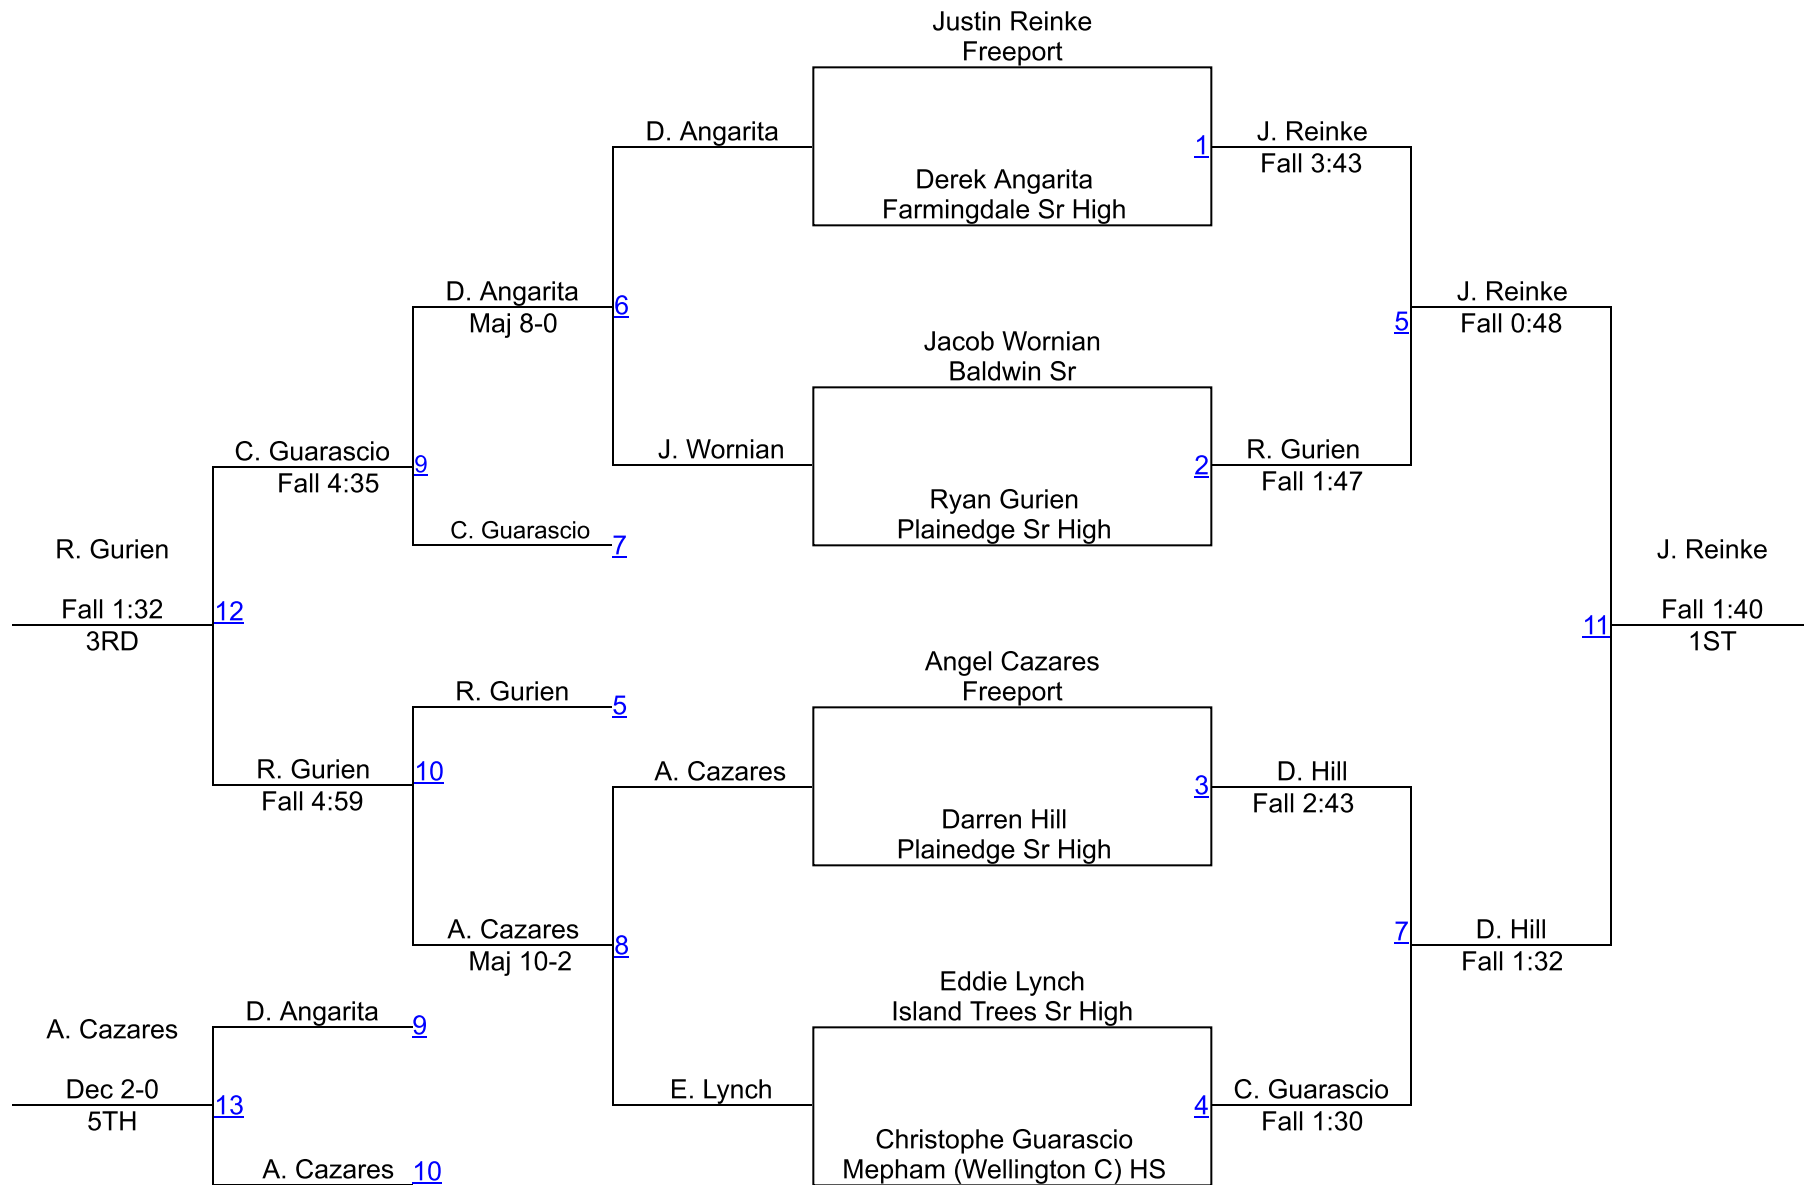 Justin Reinke
Freeport
D. Angarita
1
J. Reinke
Fall 3:43
Derek Angarita
Farmingdale Sr High
D. Angarita
Maj 8-0
6
J. Reinke
Fall 0:48
5
Jacob Wornian
Baldwin Sr
C. Guarascio
Fall 4:35
9
J. Wornian
2
R. Gurien
Fall 1:47
Ryan Gurien
Plainedge Sr High
C. Guarascio
7
R. Gurien
Fall 1:32
3RD
12
J. Reinke
Fall 1:40
1ST
11
Angel Cazares
Freeport
R. Gurien
5
R. Gurien
Fall 4:59
10
A. Cazares
3
D. Hill
Fall 2:43
Darren Hill
Plainedge Sr High
A. Cazares
Maj 10-2
8
7
D. Hill
Fall 1:32
Eddie Lynch
Island Trees Sr High
D. Angarita
9
A. Cazares
Dec 2-0
5TH
13
E. Lynch
4
C. Guarascio
Fall 1:30
Christophe Guarascio
Mepham (Wellington C) HS
A. Cazares
10